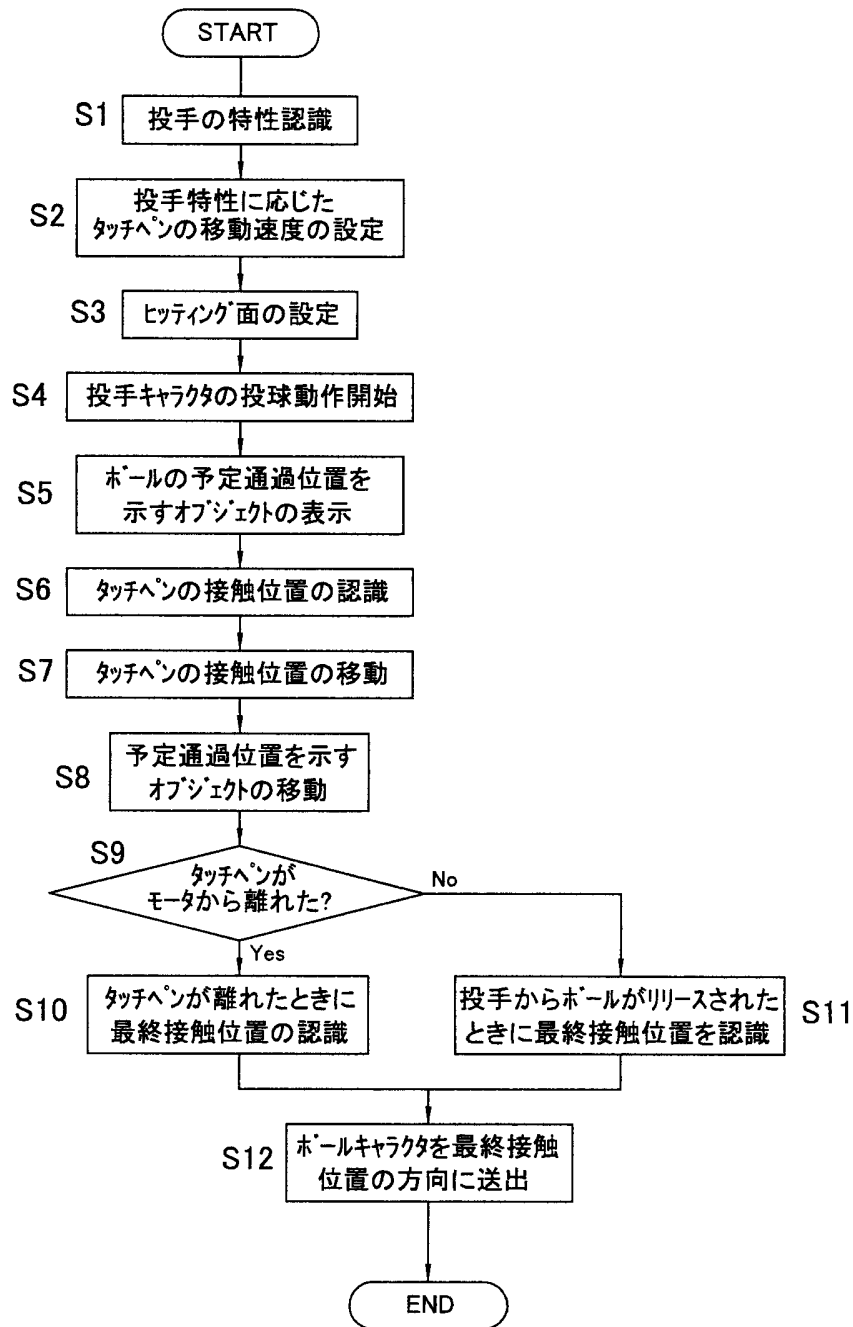 START
S1
投手の特性認識
S2
投手特性に応じた
タッチペンの移動速度の設定
S3
ヒッティング面の設定
S4
投手キャラクタの投球動作開始
S5
ボールの予定通過位置を
示すオブジェクトの表示
S6
タッチペンの接触位置の認識
S7
タッチペンの接触位置の移動
S8
予定通過位置を示す
オブジェクトの移動
S9
タッチペンが
モータから離れた?
No
Yes
S10
タッチペンが離れたときに
最終接触位置の認識
投手からボールがリリースされた
ときに最終接触位置を認識
S11
S12
ボールキャラクタを最終接触
位置の方向に送出
END